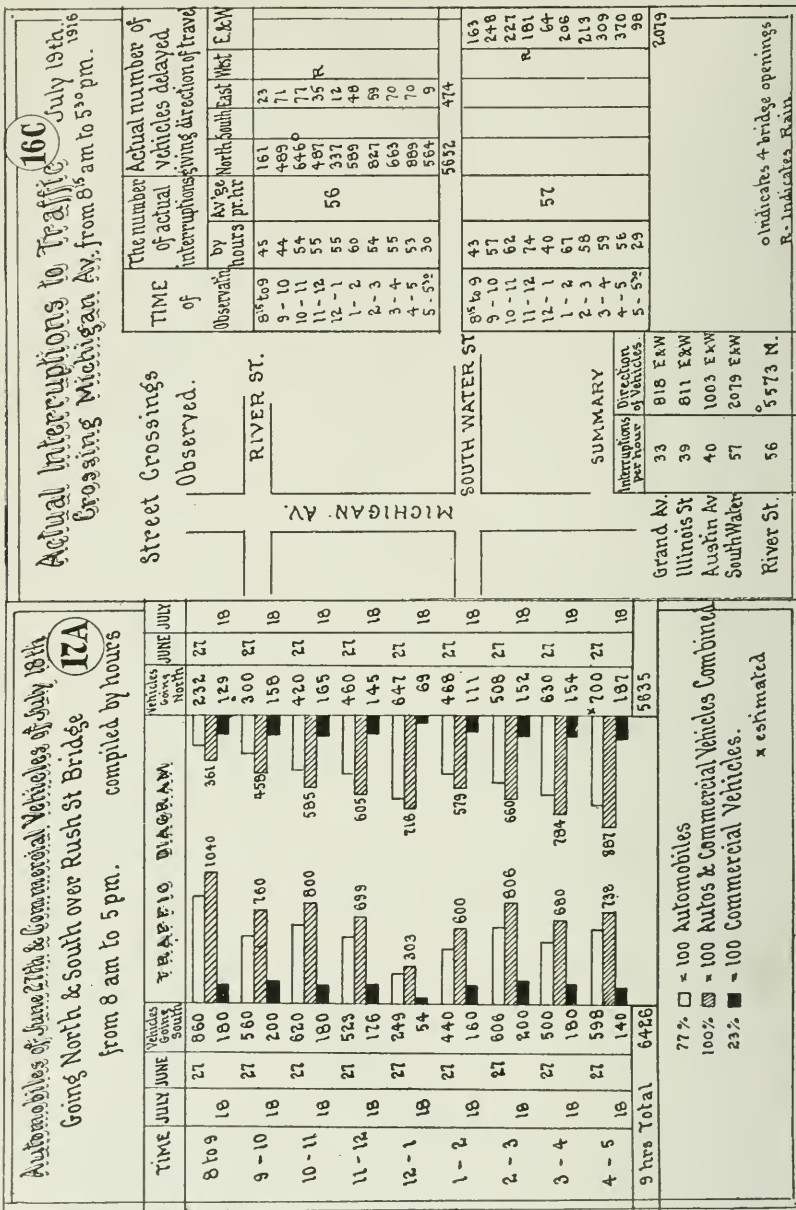 Automobiles of June 27th & Commercial Vehicles of July 18th
17A
Going North & South over Rush St Bridge
from 8 am to 5 pm. compiled by hours
TIME JULY JUNE Vehicles Going South TRAFFIC DIAGRAM Vehicles Going North JUNE JULY
8 to 9 27 860 1040 361 232 27
18 180 129 18
9 - 10 27 560 760 458 300 27
18 200 158 18
10 - 11 27 620 800 585 420 27
18 180 165 18
11 - 12 27 523 699 605 460 27
18 176 145 18
12 - 1 27 249 303 716 647 27
18 54 69 18
1 - 2 27 440 600 579 468 27
18 160 111 18
2 - 3 27 606 806 660 508 27
18 200 152 18
3 - 4 27 500 680 784 630 27
18 180 154 18
4 - 5 27 598 738 887 *700 27
18 140 187 18
9 hrs Total 6426 5635
77% = 100 Automobiles
100% = 100 Autos & Commercial Vehicles Combined
23% = 100 Commercial Vehicles.
* estimated
16C
Actual Interruptions to Traffic July 19th. 1916
Crossing Michigan Av. from 8 15 am to 5 30 pm.
Street Crossings
Observed.
RIVER ST.
MICHIGAN AV.
SOUTH WATER ST
TIME of Observat'n
The number of actual interruptions
by hours Av'ge pr. hr
Actual number of vehicles delayed giving direction of travel
North South East West E.&W
8 15 to 9 45 161 23
9 - 10 44 489 71
10 - 11 54 646° 77
11 - 12 55 487 35 R
12 - 1 55 56 337 12
1 - 2 60 589 48
2 - 3 54 827 59
3 - 4 55 663 70
4 - 5 53 889 70
5 - 5 30 30 564 9
5652 474
8 15 to 9 43 163
9 - 10 57 248
10 - 11 62 227
11 - 12 74 R 181
12 - 1 40 57 64
1 - 2 67 206
2 - 3 58 213
3 - 4 59 309
4 - 5 56 370
5 - 5 30 29 98
2079
SUMMARY
Interruptions per hour Direction of Vehicles.
Grand Av. 33 818 E&W
Illinois St 39 811 E&W
Austin Av 40 1003 E&W
South Water 57 2079 E&W
River St. 56 °5573 N.
o Indicates 4 bridge openings
R. Indicates Rain